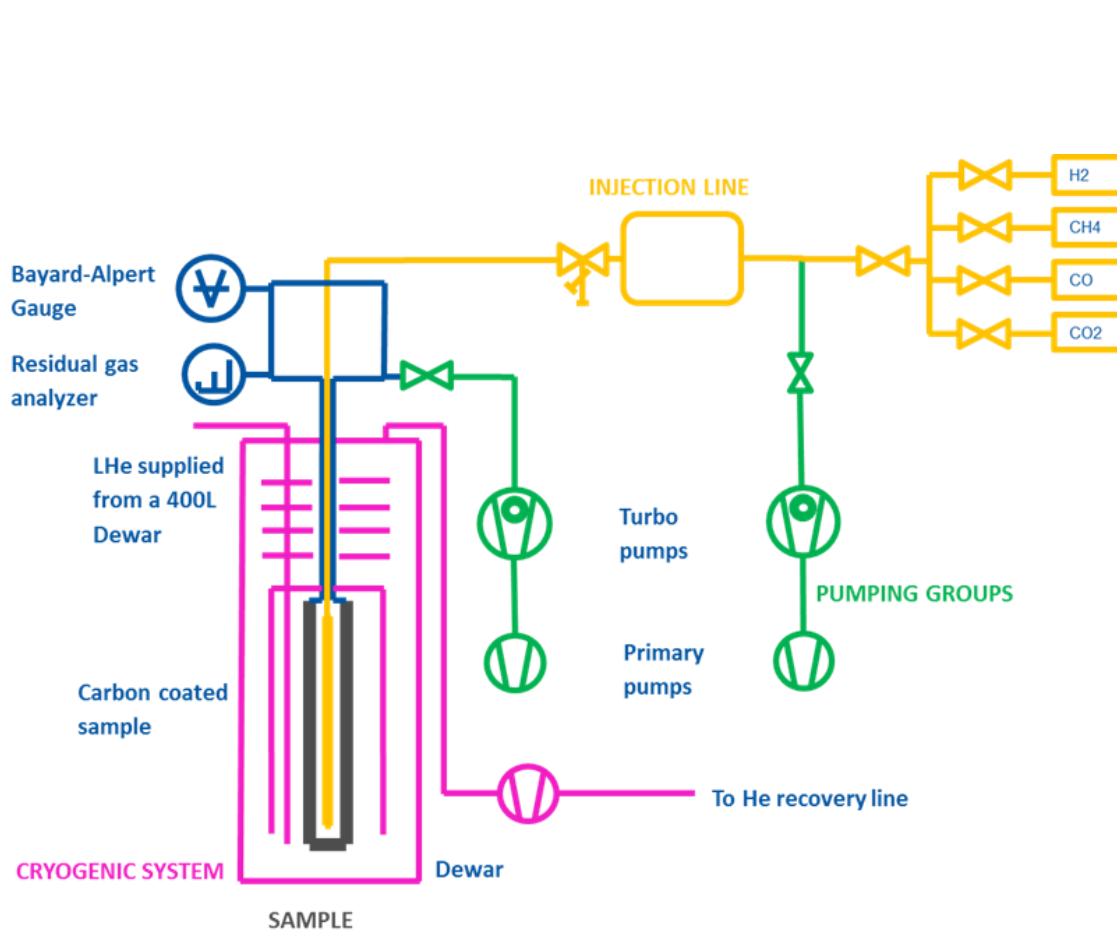 INJECTION LINE
H2
CH4
CO
CO2
Bayard-Alpert
Gauge
Residual gas
analyzer
LHe supplied
from a 400L
Dewar
Turbo
pumps
PUMPING GROUPS
Primary
pumps
Carbon coated
sample
To He recovery line
CRYOGENIC SYSTEM
Dewar
SAMPLE